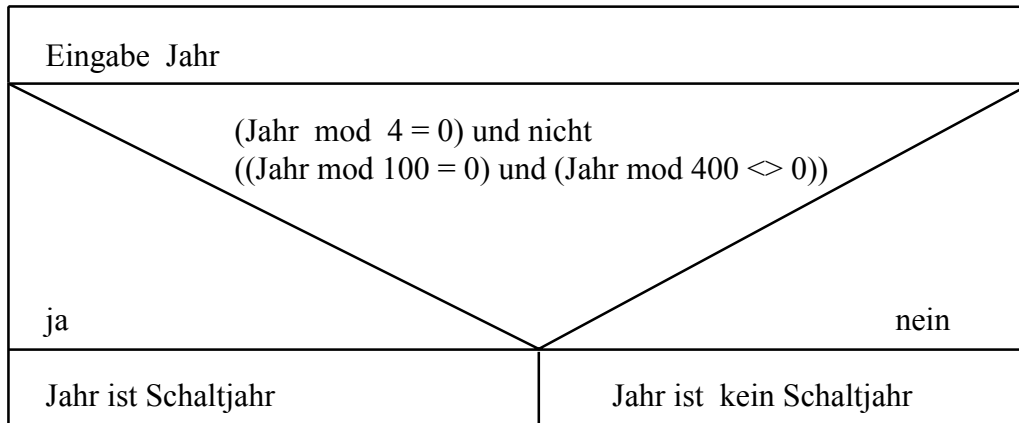 Eingabe Jahr
(Jahr mod 4 = 0) und nicht
((Jahr mod 100 = 0) und (Jahr mod 400 <> 0))
ja
nein
Jahr ist Schaltjahr
Jahr ist kein Schaltjahr